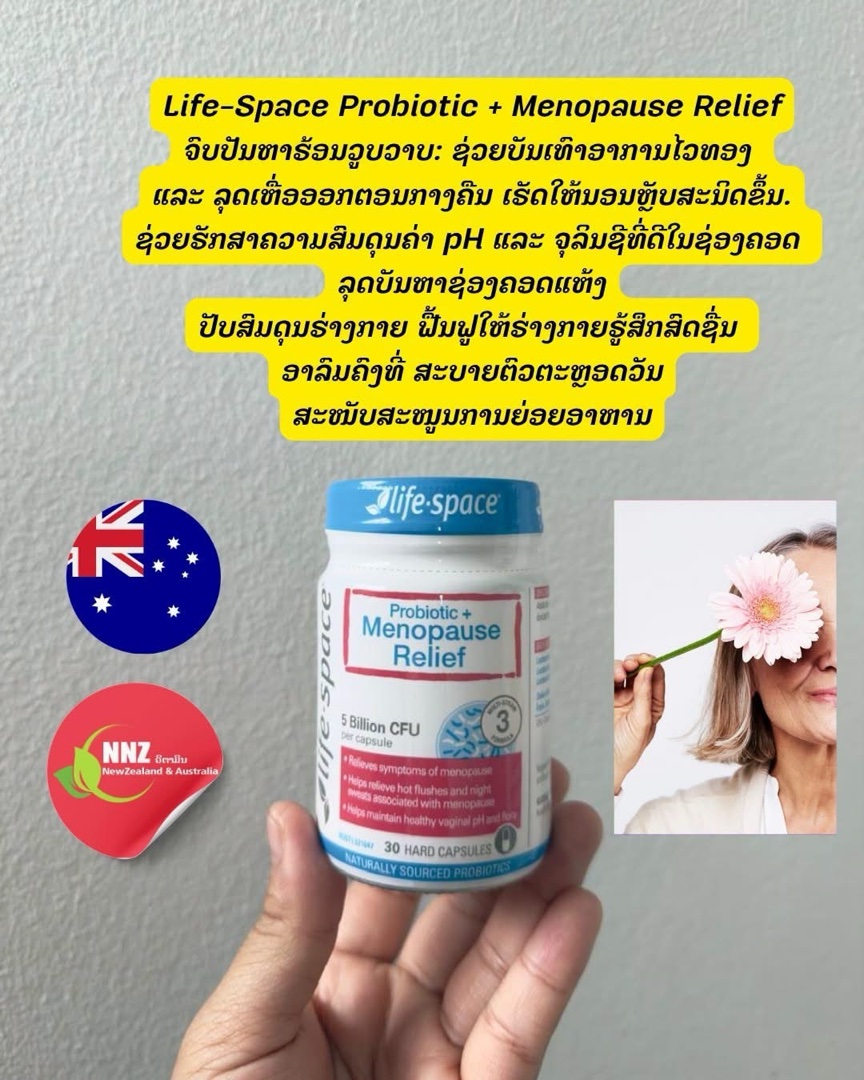 Life-Space Probiotic + Menopause Relief
ຈົບປັນຫາຮ້ອນວູບວາບ: ຊ່ວຍບັນເທົາອາການໄວທອງ
ແລະ ລຸດເຫື່ອອອກຕອນກາງຄືນ ເຮັດໃຫ້ນອນຫຼັບສະນິດຂຶ້ນ.
ຊ່ວຍຮັກສາຄວາມສົມດຸນຄ່າ pH ແລະ ຈຸລິນຊີທີ່ດີໃນຊ່ອງຄອດ
ລຸດບັນຫາຊ່ອງຄອດແຫ້ງ
ປັບສົມດຸນຮ່າງກາຍ ຟື້ນຟູໃຫ້ຮ່າງກາຍຮູ້ສຶກສົດຊື່ນ
ອາລົມຄົງທີ່ ສະບາຍຕົວຕະຫຼອດວັນ
ສະໜັບສະໜູນການຍ່ອຍອາຫານ
life-space
life-space
Probiotic +
Menopause
Relief
5 Billion CFU
per capsule
3
• Relieves symptoms of menopause
• Helps relieve hot flushes and night
sweats associated with menopause
• Helps maintain healthy vaginal pH and flora
30 HARD CAPSULES
NATURALLY SOURCED PROBIOTICS
NNZ ວິຕາມິນ
NewZealand & Australia